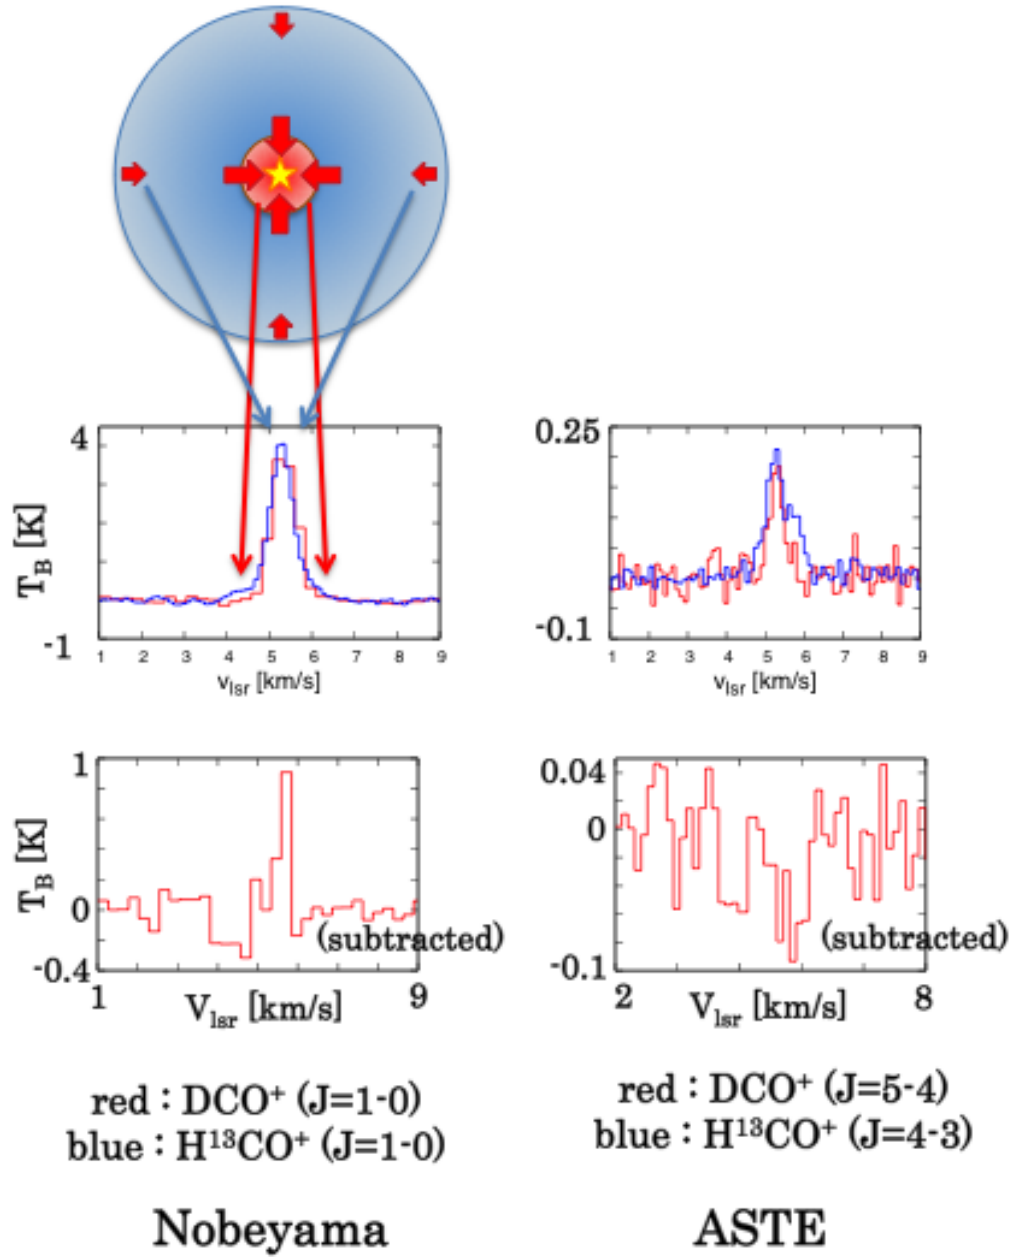 4
T_B [K]
-1
1 2 3 4 5 6 7 8 9
v_lsr [km/s]
0.25
-0.1
1 2 3 4 5 6 7 8 9
v_lsr [km/s]
1
T_B [K]
0
(subtracted)
-0.4
1 9
V_lsr [km/s]
0.04
0
(subtracted)
-0.1
2 8
V_lsr [km/s]
red : DCO⁺ (J=1-0)
blue : H¹³CO⁺ (J=1-0)
red : DCO⁺ (J=5-4)
blue : H¹³CO⁺ (J=4-3)
Nobeyama
ASTE